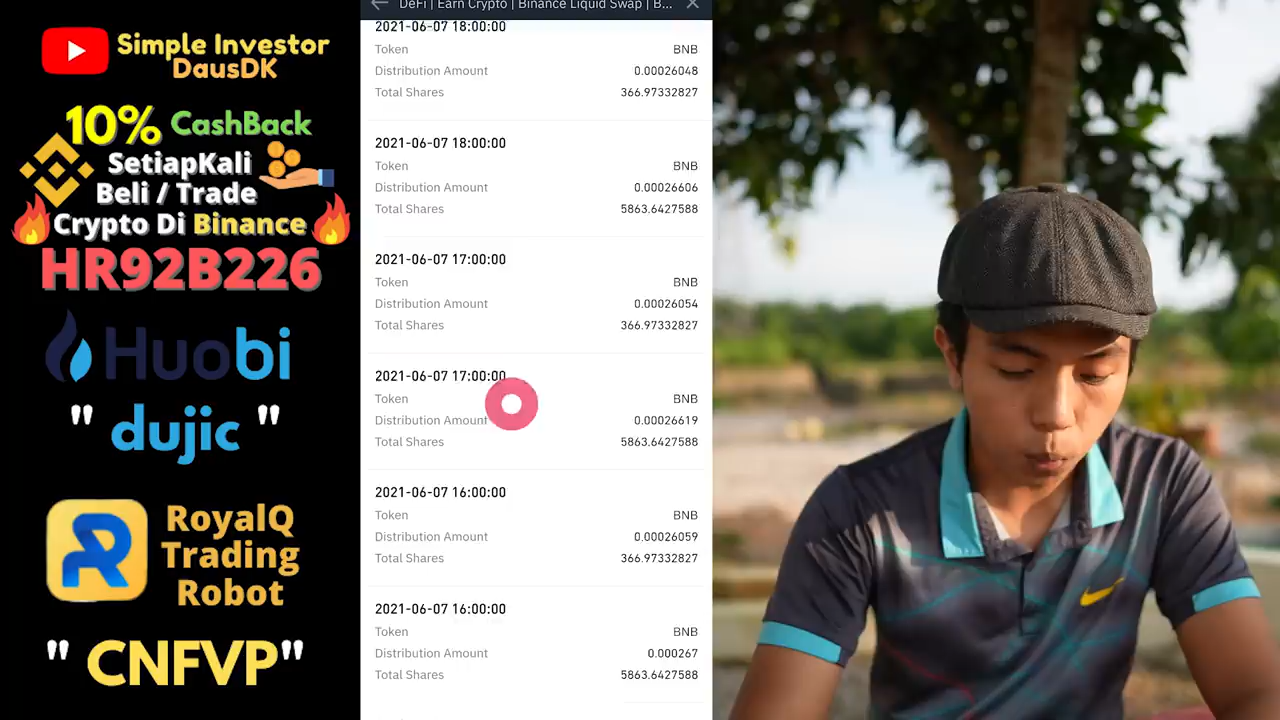 Simple Investor
DausDK
10% CashBack
SetiapKali
Beli / Trade
Crypto Di Binance
HR92B226
Huobi
" dujic "
RoyalQ
Trading
Robot
" CNFVP"
DeFi | Earn Crypto | Binance Liquid Swap | B...
2021-06-07 18:00:00
Token BNB
Distribution Amount 0.00026048
Total Shares 366.97332827
2021-06-07 18:00:00
Token BNB
Distribution Amount 0.00026606
Total Shares 5863.6427588
2021-06-07 17:00:00
Token BNB
Distribution Amount 0.00026054
Total Shares 366.97332827
2021-06-07 17:00:00
Token BNB
Distribution Amount 0.00026619
Total Shares 5863.6427588
2021-06-07 16:00:00
Token BNB
Distribution Amount 0.00026059
Total Shares 366.97332827
2021-06-07 16:00:00
Token BNB
Distribution Amount 0.000267
Total Shares 5863.6427588